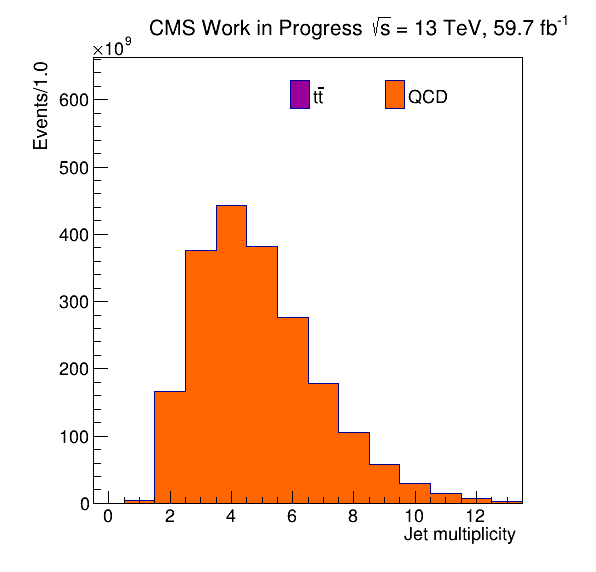 CMS Work in Progress √s = 13 TeV, 59.7 fb⁻¹
×10⁹
Events/1.0
tt̄
QCD
600
500
400
300
200
100
0
0 2 4 6 8 10 12
Jet multiplicity